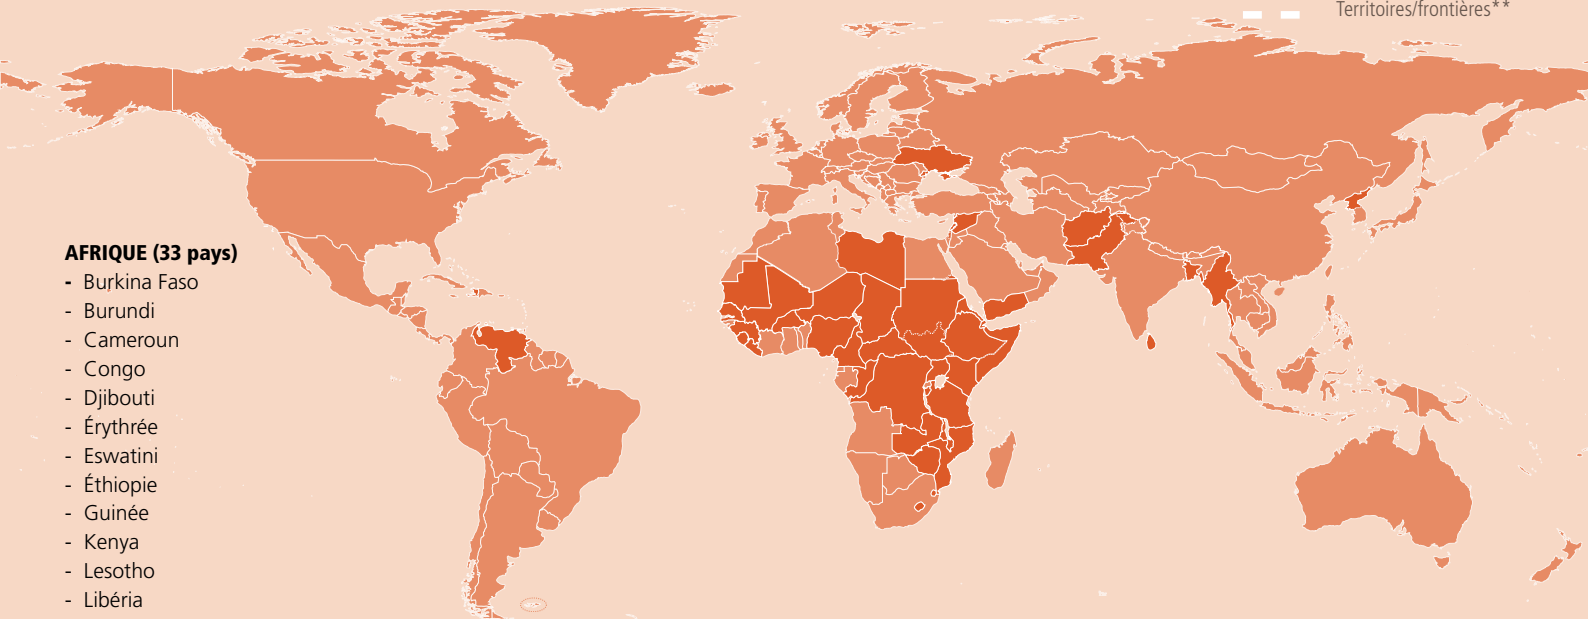 Territoires/frontières**
AFRIQUE (33 pays)
- Burkina Faso
- Burundi
- Cameroun
- Congo
- Djibouti
- Érythrée
- Eswatini
- Éthiopie
- Guinée
- Kenya
- Lesotho
- Libéria